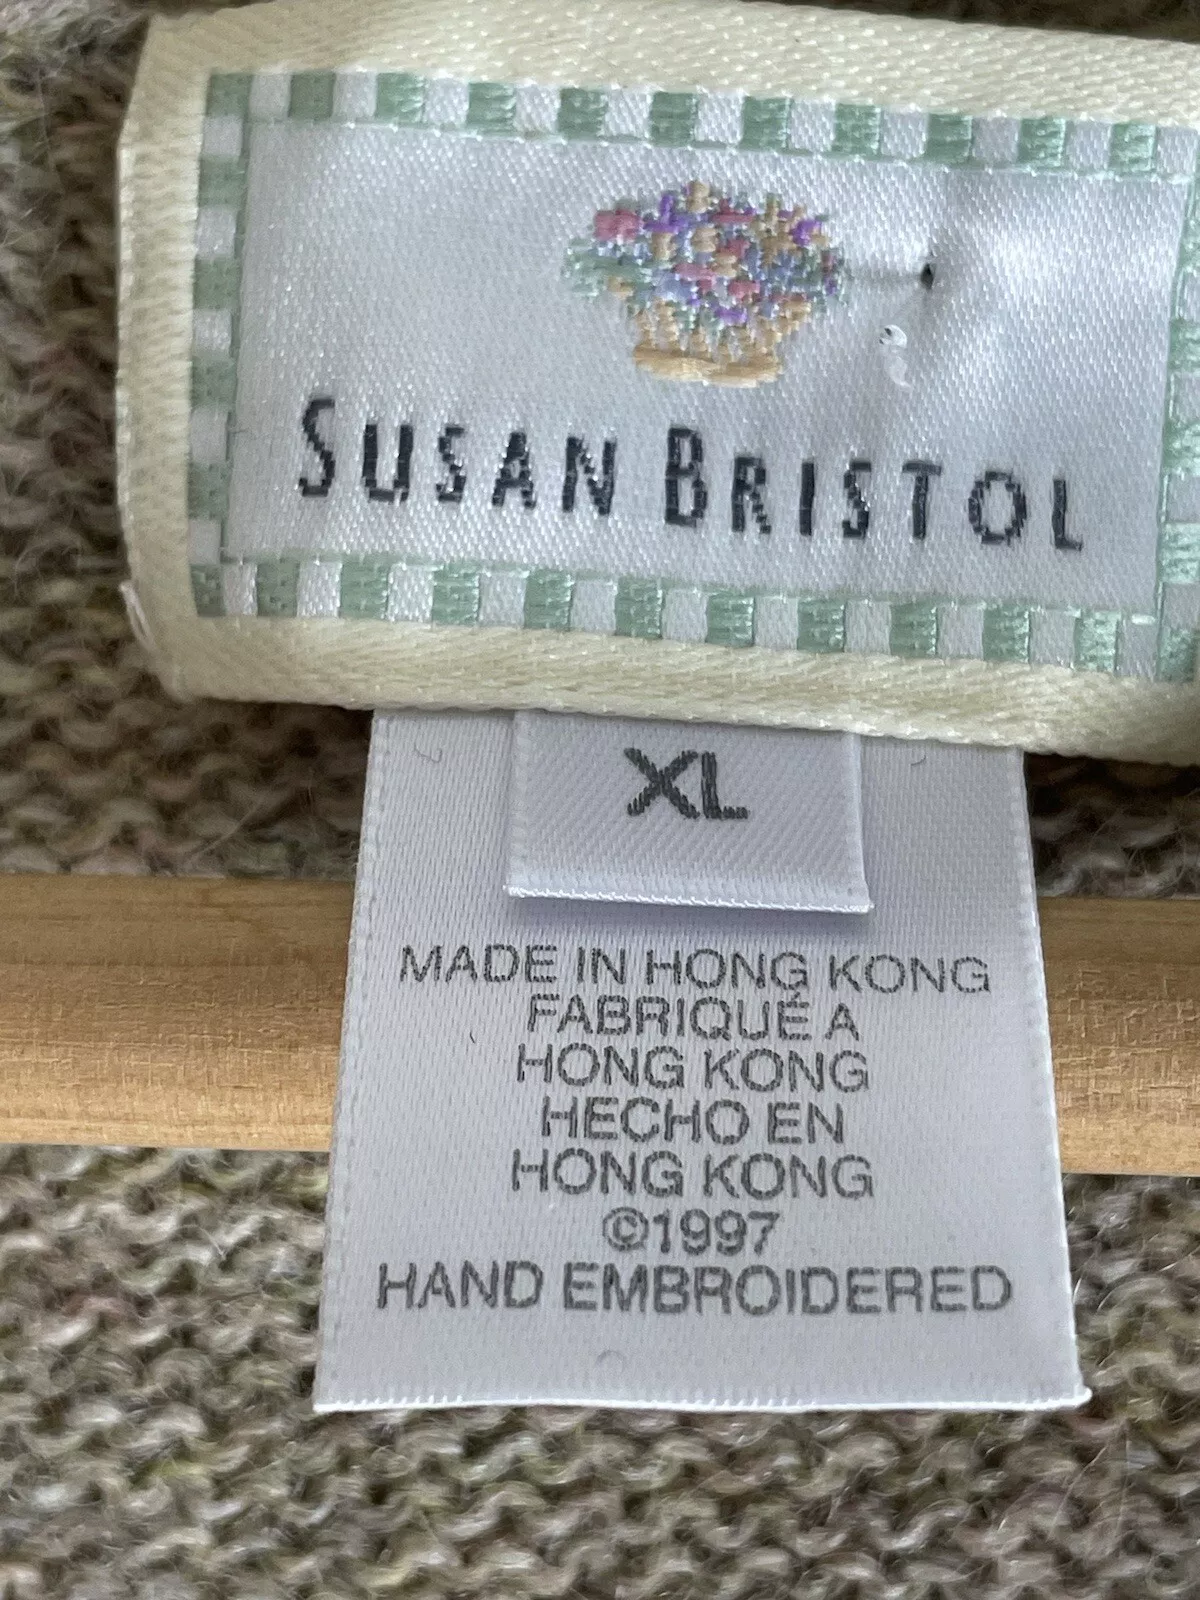 SUSAN BRISTOL
XL
MADE IN HONG KONG
FABRIQUÉ A
HONG KONG
HECHO EN
HONG KONG
©1997
HAND EMBROIDERED